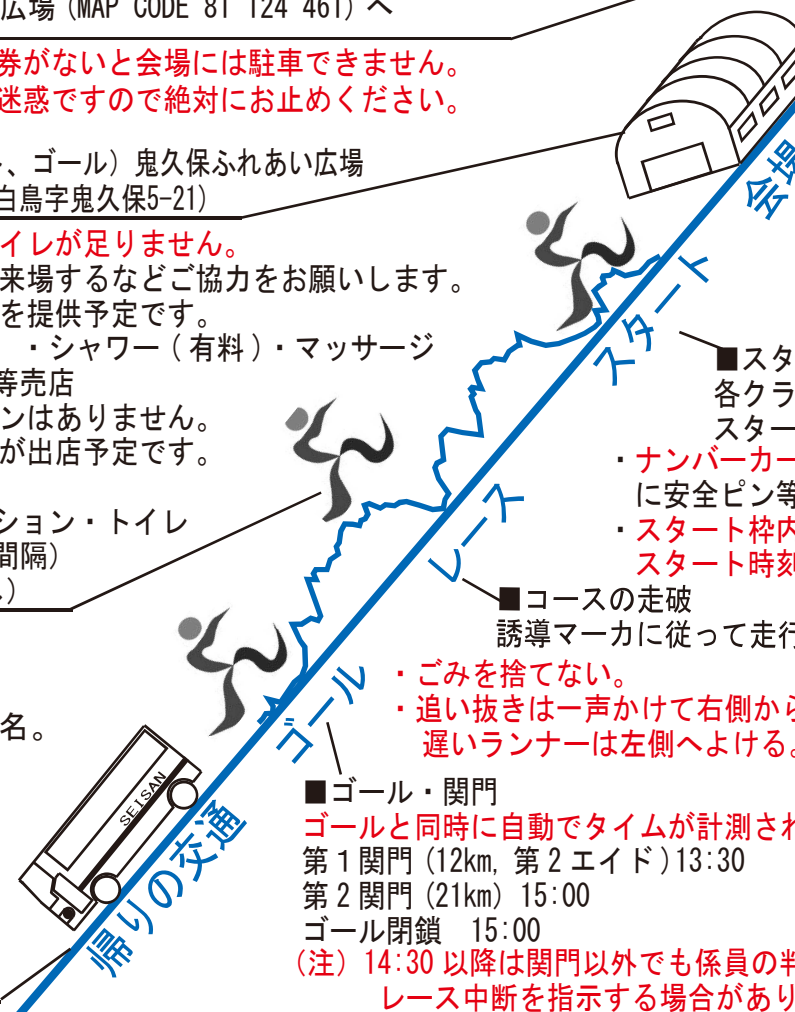 広場 (MAP CODE 81 124 461) へ
券がないと会場には駐車できません。
迷惑ですので絶対にお止めください。
、ゴール) 鬼久保ふれあい広場
白鳥字鬼久保5-21)
イレが足りません。
来場するなどご協力をお願いします。
を提供予定です。
・シャワー ( 有料 )・マッサージ
等売店
ンはありません。
が出店予定です。
ション・トイレ
間隔)
名。
会場
スタート
■スタ
各クラ
スター
・ナンバーカー
に安全ピン等
・スタート枠内
スタート時刻
レース
■コースの走破
誘導マーカに従って走行
・ごみを捨てない。
・追い抜きは一声かけて右側から
遅いランナーは左側へよける。
ゴール
■ゴール・関門
ゴールと同時に自動でタイムが計測され
第１関門 (12km, 第２エイド)13:30
第２関門 (21km) 15:00
ゴール閉鎖　15:00
(注) 14:30 以降は関門以外でも係員の判
レース中断を指示する場合があり
SEISAN
帰りの交通